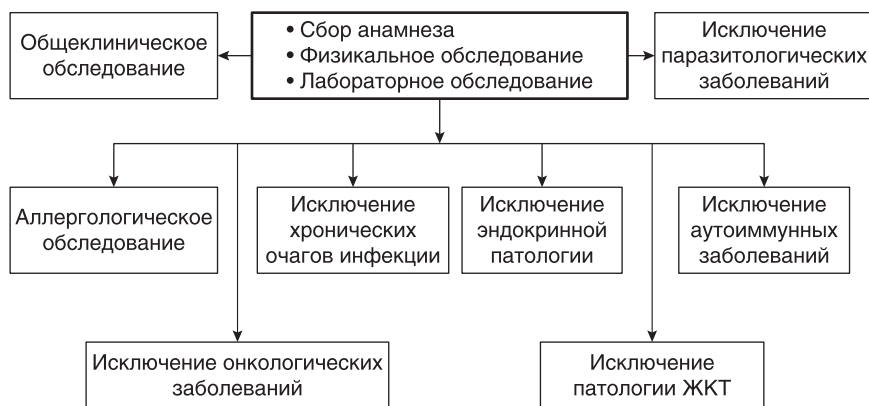 Общеклиническое
обследование
• Сбор анамнеза
• Физикальное обследование
• Лабораторное обследование
Исключение
паразитологических
заболеваний
Аллергологическое
обследование
Исключение
хронических
очагов инфекции
Исключение
эндокринной
патологии
Исключение
аутоиммунных
заболеваний
Исключение онкологических
заболеваний
Исключение
патологии ЖКТ